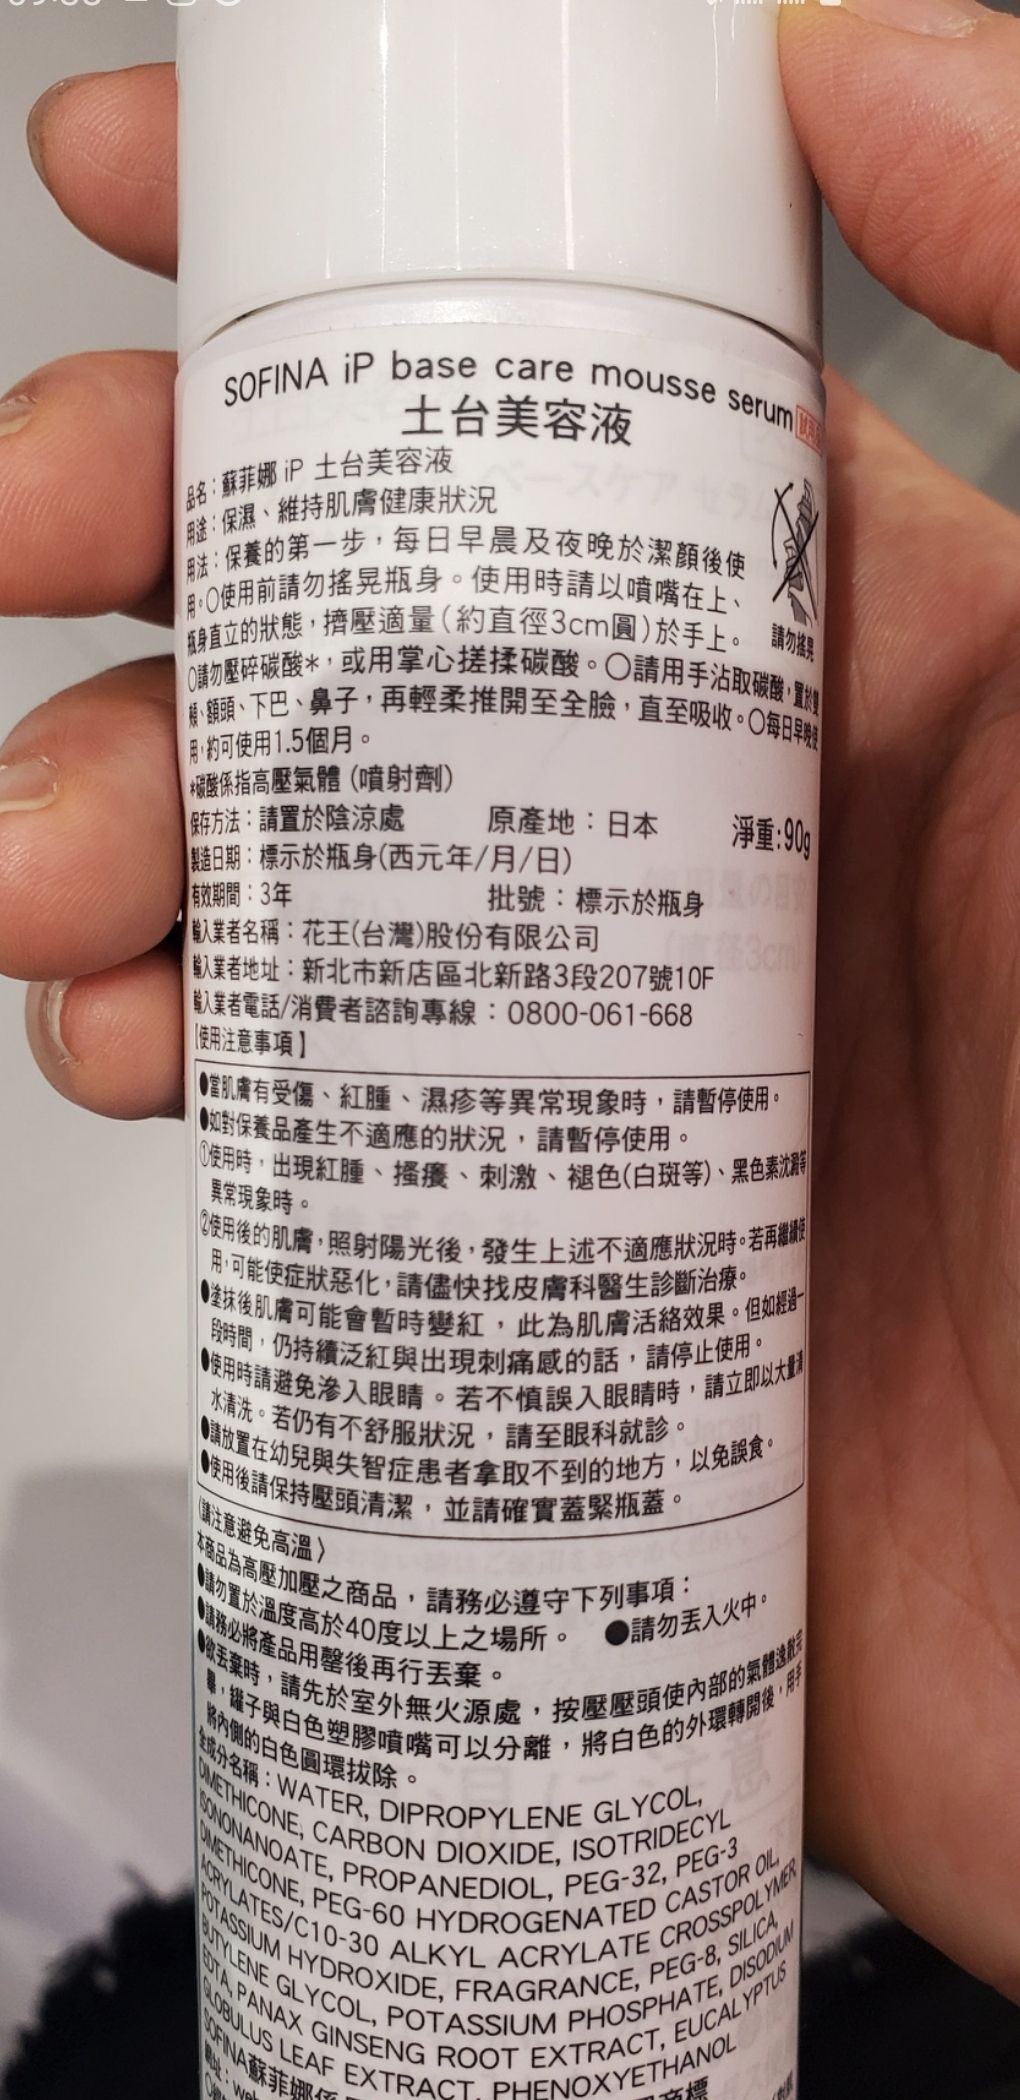 SOFINA iP base care mousse serum 試用品
土台美容液
品名：蘇菲娜 iP 土台美容液
用途：保濕、維持肌膚健康狀況
用法：保養的第一步，每日早晨及夜晚於潔顏後使
用。○使用前請勿搖晃瓶身。使用時請以噴嘴在上、
瓶身直立的狀態，擠壓適量(約直徑3cm圓)於手上。
請勿搖晃
○請勿壓碎碳酸*，或用掌心搓揉碳酸。○請用手沾取碳酸，置於雙
頰、額頭、下巴、鼻子，再輕柔推開至全臉，直至吸收。○每日早晚使
用，約可使用1.5個月。
*碳酸係指高壓氣體 (噴射劑)
保存方法：請置於陰涼處 原產地：日本 淨重:90g
製造日期：標示於瓶身(西元年/月/日)
有效期間：3年 批號：標示於瓶身
輸入業者名稱：花王(台灣)股份有限公司
輸入業者地址：新北市新店區北新路3段207號10F
輸入業者電話/消費者諮詢專線：0800-061-668
【使用注意事項】
●當肌膚有受傷、紅腫、濕疹等異常現象時，請暫停使用。
●如對保養品產生不適應的狀況，請暫停使用。
①使用時，出現紅腫、搔癢、刺激、褪色(白斑等)、黑色素沈澱等
異常現象時。
②使用後的肌膚，照射陽光後，發生上述不適應狀況時。若再繼續使
用，可能使症狀惡化，請儘快找皮膚科醫生診斷治療。
●塗抹後肌膚可能會暫時變紅，此為肌膚活絡效果。但如經過一
段時間，仍持續泛紅與出現刺痛感的話，請停止使用。
●使用時請避免滲入眼睛。若不慎誤入眼睛時，請立即以大量清
水清洗。若仍有不舒服狀況，請至眼科就診。
●請放置在幼兒與失智症患者拿取不到的地方，以免誤食。
●使用後請保持壓頭清潔，並請確實蓋緊瓶蓋。
〈請注意避免高溫〉
本商品為高壓加壓之商品，請務必遵守下列事項：
●請勿置於溫度高於40度以上之場所。 ●請勿丟入火中。
●請務必將產品用罄後再行丟棄。
●欲丟棄時，請先於室外無火源處，按壓壓頭使內部的氣體逸散完
畢，罐子與白色塑膠噴嘴可以分離，將白色的外環轉開後，用手
將內側的白色圓環拔除。
全成分名稱：WATER, DIPROPYLENE GLYCOL,
DIMETHICONE, CARBON DIOXIDE, ISOTRIDECYL
ISONONANOATE, PROPANEDIOL, PEG-32, PEG-3
DIMETHICONE, PEG-60 HYDROGENATED CASTOR OIL,
ACRYLATES/C10-30 ALKYL ACRYLATE CROSSPOLYMER,
POTASSIUM HYDROXIDE, FRAGRANCE, PEG-8, SILICA,
BUTYLENE GLYCOL, POTASSIUM PHOSPHATE, DISODIUM
EDTA, PANAX GINSENG ROOT EXTRACT, EUCALYPTUS
GLOBULUS LEAF EXTRACT, PHENOXYETHANOL
SOFINA蘇菲娜係